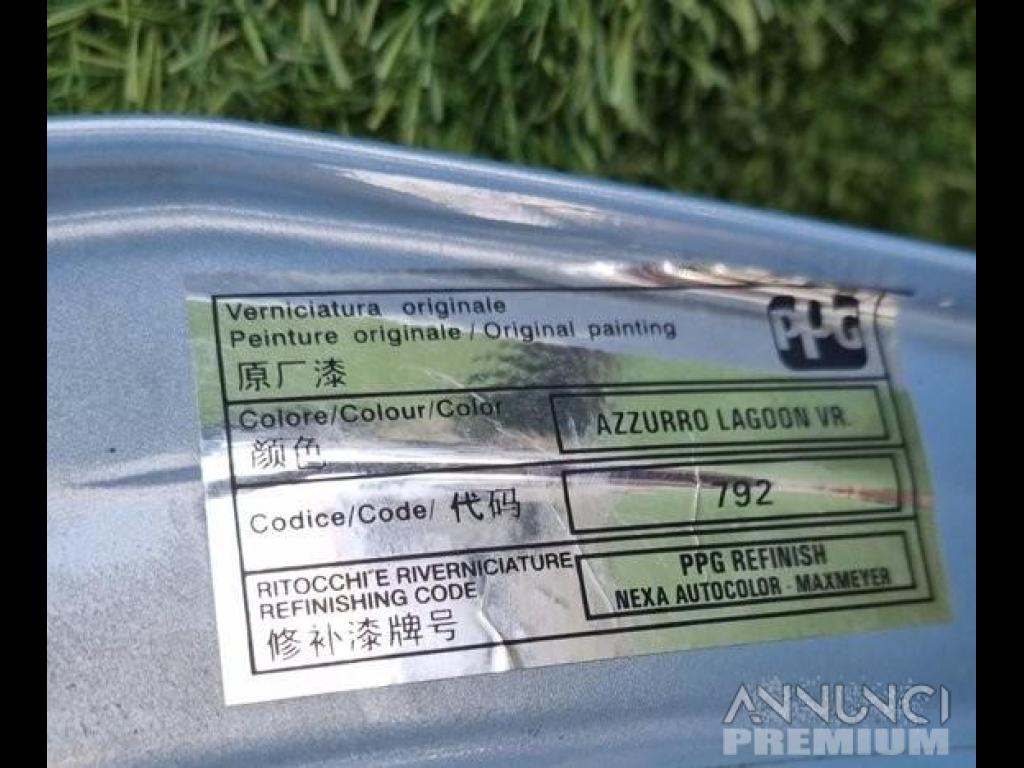 Verniciatura originale
Peinture originale / Original painting
PPG
原厂漆
Colore/Colour/Color
AZZURRO LAGOON VR.
颜色
Codice/Code/ 代码
792
RITOCCHI E RIVERNICIATURE
REFINISHING CODE
PPG REFINISH
NEXA AUTOCOLOR - MAXMEYER
修补漆牌号
ANNUNCI
PREMIUM